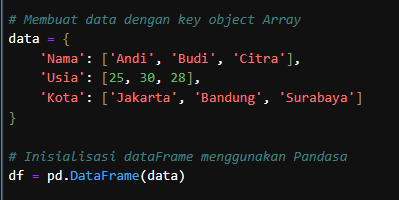 # Membuat data dengan key object Array
data = {
    'Nama': ['Andi', 'Budi', 'Citra'],
    'Usia': [25, 30, 28],
    'Kota': ['Jakarta', 'Bandung', 'Surabaya']
}
# Inisialisasi dataFrame menggunakan Pandasa
df = pd.DataFrame(data)